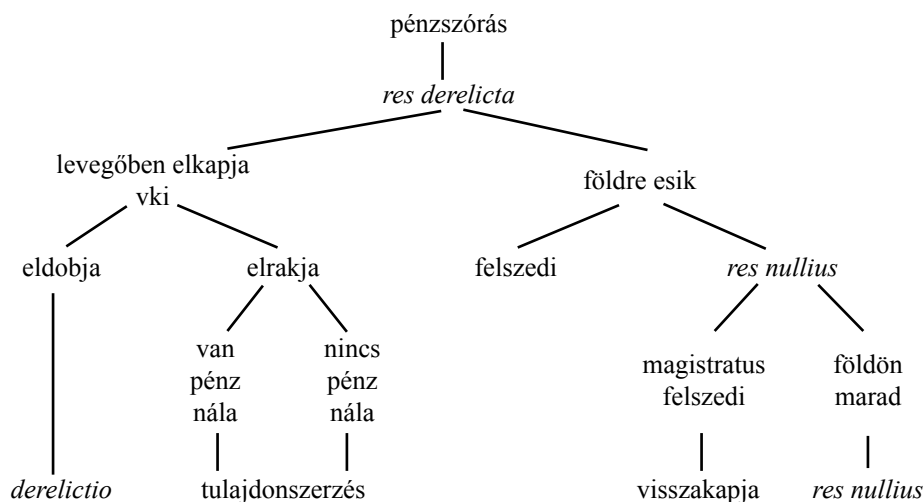 pénzszórás
res derelicta
levegőben elkapja
vki
földre esik
eldobja
elrakja
felszedi
res nullius
van
pénz
nála
nincs
pénz
nála
magistratus
felszedi
földön
marad
derelictio
tulajdonszerzés
visszakapja
res nullius